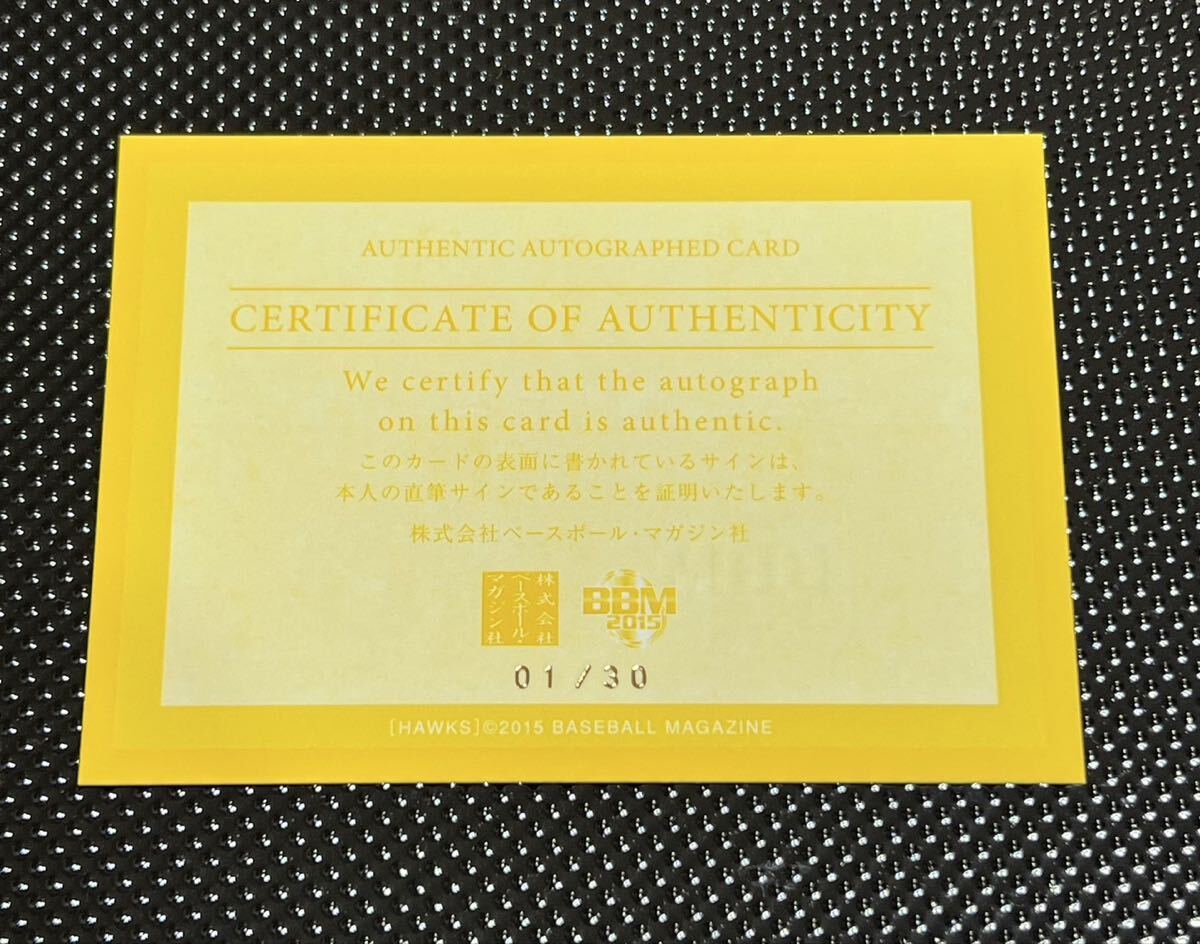 AUTHENTIC AUTOGRAPHED CARD
CERTIFICATE OF AUTHENTICITY
We certify that the autograph
on this card is authentic.
このカードの表面に書かれているサインは、
本人の直筆サインであることを証明いたします。
株式会社ベースボール・マガジン社
株式会社
ベースボール・
マガジン社
BBM
2015
01/30
[HAWKS]©2015 BASEBALL MAGAZINE